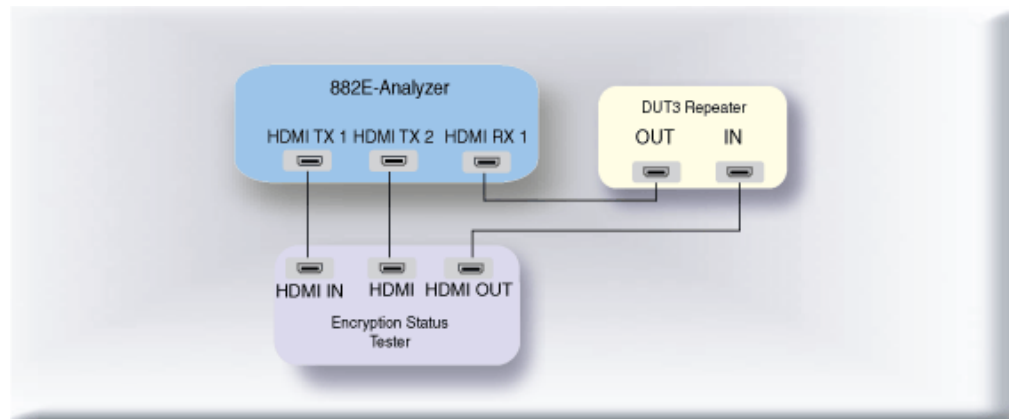 882E-Analyzer
HDMI TX 1 HDMI TX 2 HDMI RX 1
DUT3 Repeater
OUT IN
HDMI IN HDMI HDMI OUT
Encryption Status
Tester